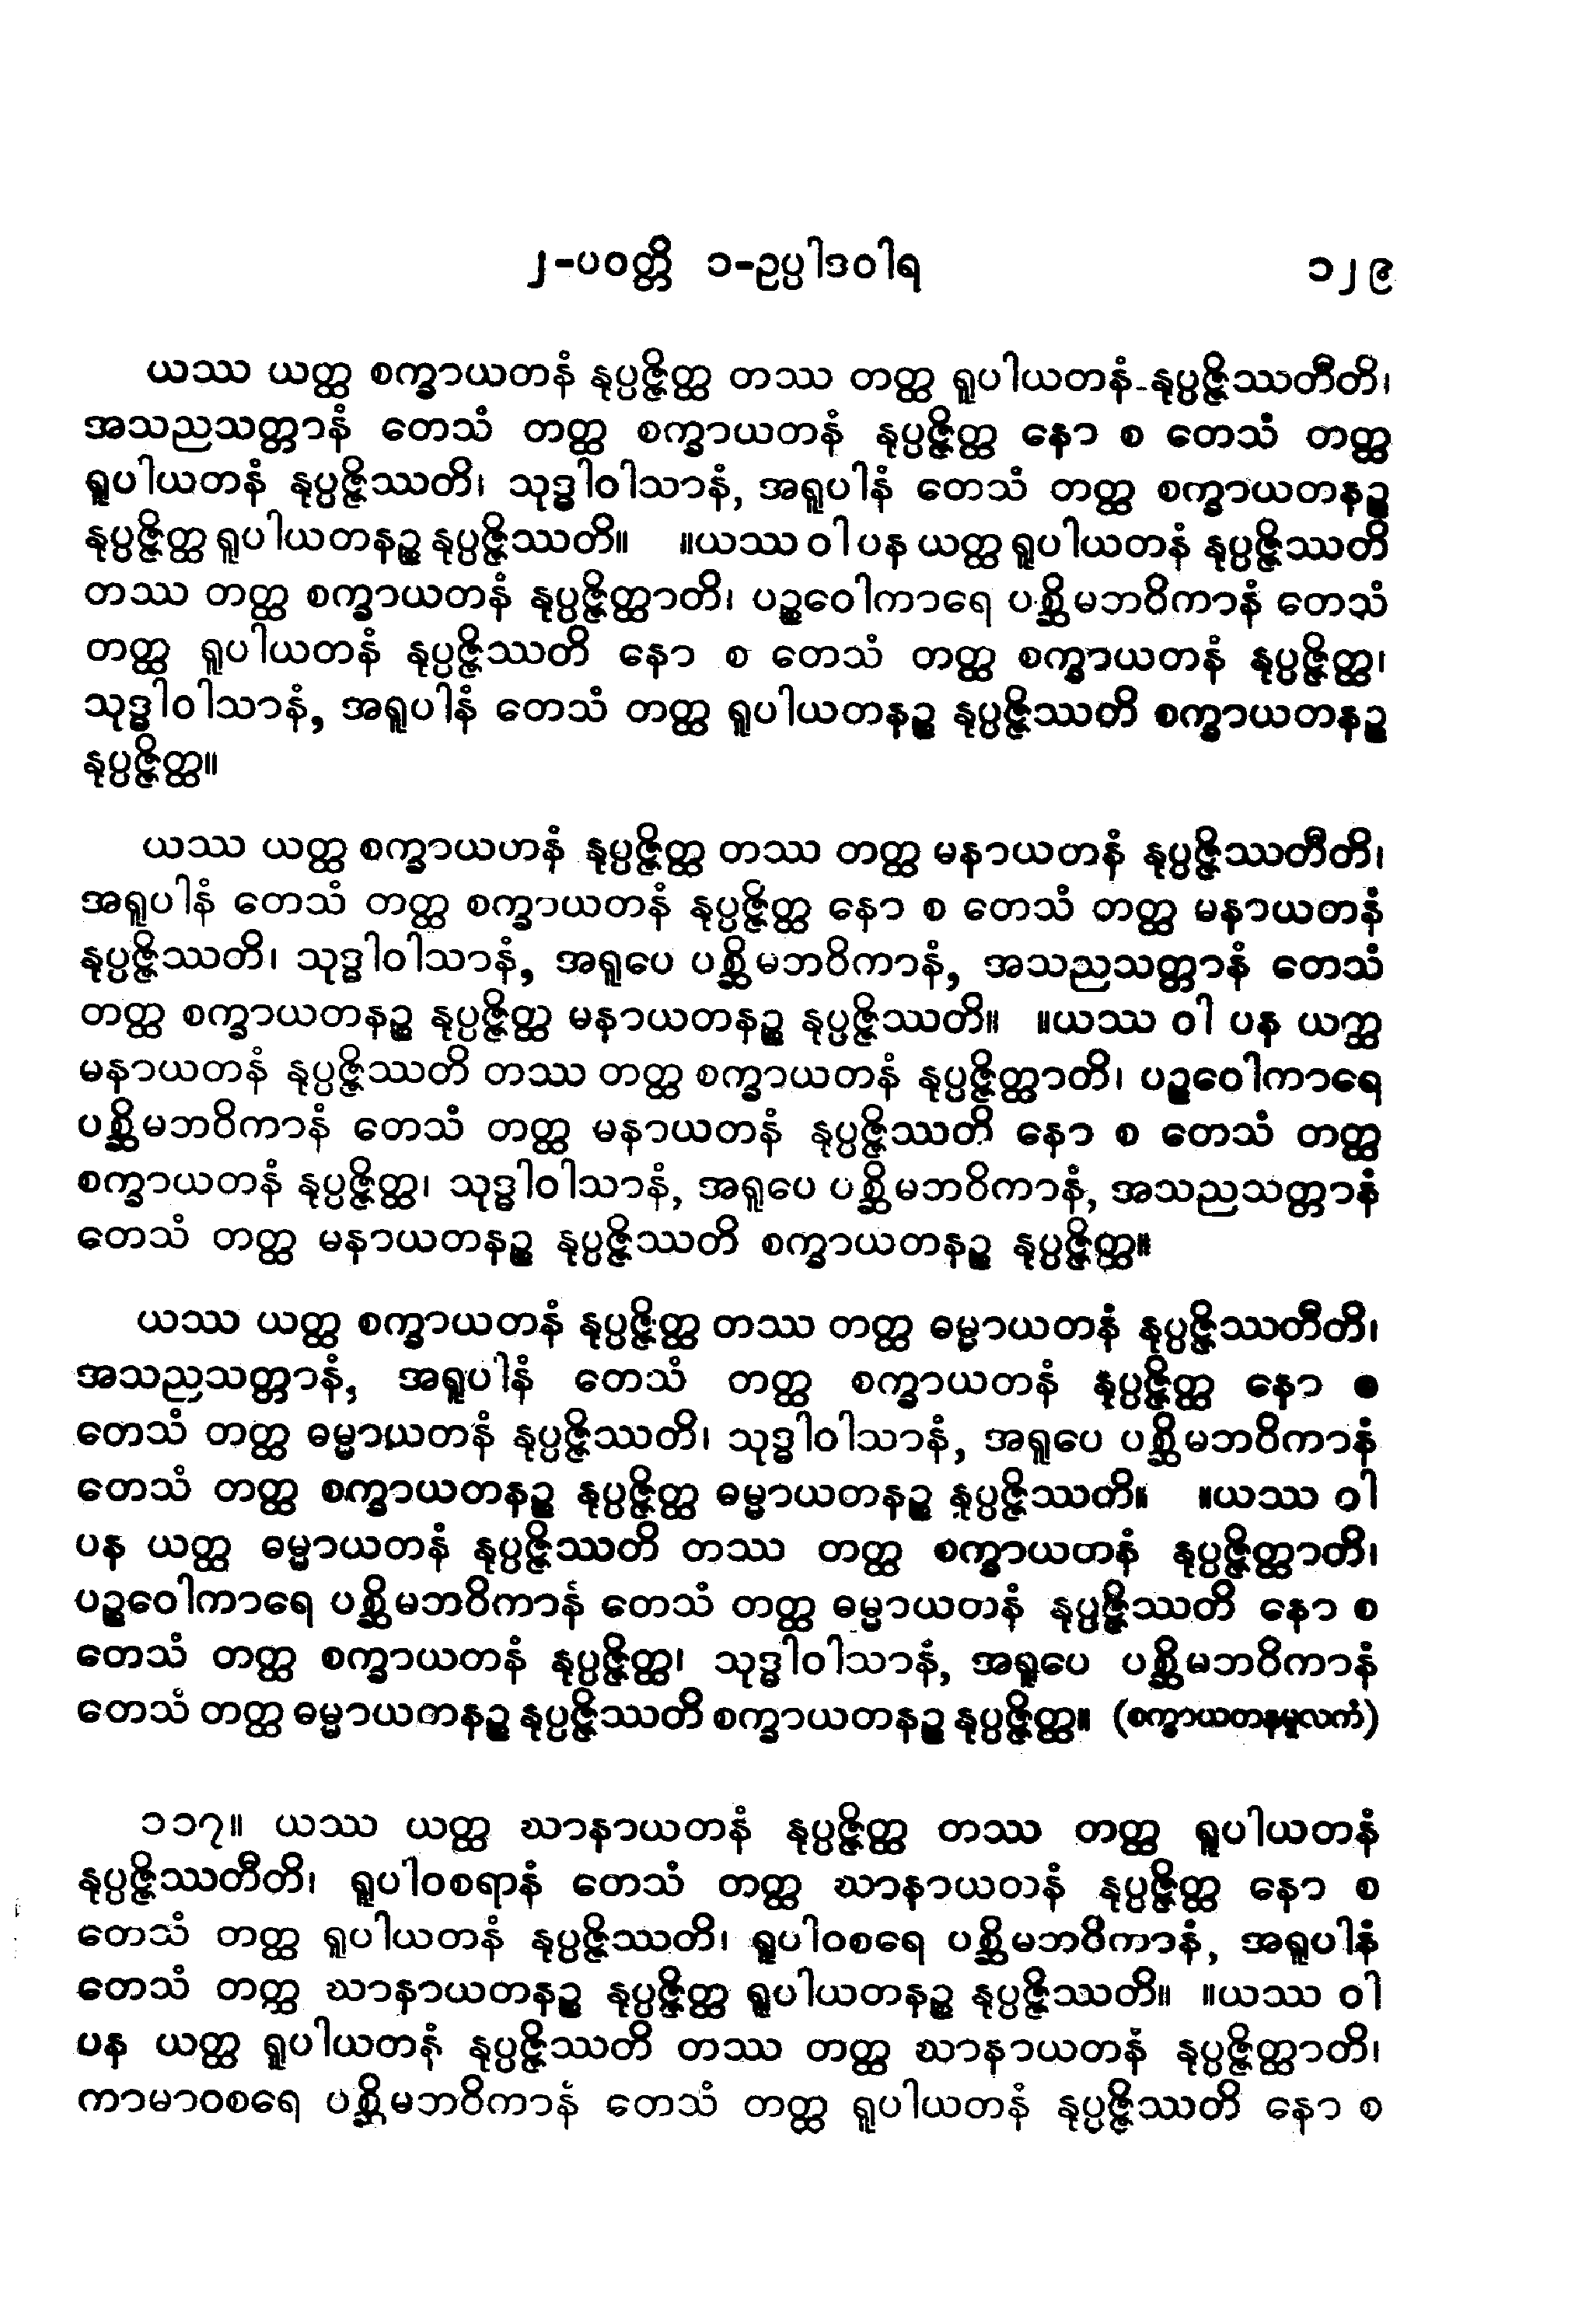 ၂-ပဝတ္တိ ၁-ဥပ္ပါဒဝါရ ၁၂၉
ယဿ ယတ္ထ စက္ခာယတနံ နုပ္ပဇ္ဇိတ္ထ တဿ တတ္ထ ရူပါယတနံ-နုပ္ပဇ္ဇိဿတီတိ၊
အသညသတ္တာနံ တေသံ တတ္ထ စက္ခာယတနံ နုပ္ပဇ္ဇိတ္ထ နော စ တေသံ တတ္ထ
ရူပါယတနံ နုပ္ပဇ္ဇိဿတိ၊ သုဒ္ဓါဝါသာနံ, အရူပါနံ တေသံ တတ္ထ စက္ခာယတနဉ္စ
နုပ္ပဇ္ဇိတ္ထ ရူပါယတနဉ္စ နုပ္ပဇ္ဇိဿတိ။ ။ယဿ ဝါ ပန ယတ္ထ ရူပါယတနံ နုပ္ပဇ္ဇိဿတိ
တဿ တတ္ထ စက္ခာယတနံ နုပ္ပဇ္ဇိတ္ထာတိ၊ ပဉ္စဝေါကာရေ ပစ္ဆိမဘဝိကာနံ တေသံ
တတ္ထ ရူပါယတနံ နုပ္ပဇ္ဇိဿတိ နော စ တေသံ တတ္ထ စက္ခာယတနံ နုပ္ပဇ္ဇိတ္ထ၊
သုဒ္ဓါဝါသာနံ, အရူပါနံ တေသံ တတ္ထ ရူပါယတနဉ္စ နုပ္ပဇ္ဇိဿတိ စက္ခာယတနဉ္စ
နုပ္ပဇ္ဇိတ္ထ။
ယဿ ယတ္ထ စက္ခာယဟနံ နုပ္ပဇ္ဇိတ္ထ တဿ တတ္ထ မနာယတနံ နုပ္ပဇ္ဇိဿတီတိ၊
အရူပါနံ တေသံ တတ္ထ စက္ခာယတနံ နုပ္ပဇ္ဇိတ္ထ နော စ တေသံ တတ္ထ မနာယတနံ
နုပ္ပဇ္ဇိဿတိ၊ သုဒ္ဓါဝါသာနံ, အရူပေ ပစ္ဆိမဘဝိကာနံ, အသညသတ္တာနံ တေသံ
တတ္ထ စက္ခာယတနဉ္စ နုပ္ပဇ္ဇိတ္ထ မနာယတနဉ္စ နုပ္ပဇ္ဇိဿတိ။ ။ယဿ ဝါ ပန ယတ္ထ
မနာယတနံ နုပ္ပဇ္ဇိဿတိ တဿ တတ္ထ စက္ခာယတနံ နုပ္ပဇ္ဇိတ္ထာတိ၊ ပဉ္စဝေါကာရေ
ပစ္ဆိမဘဝိကာနံ တေသံ တတ္ထ မနာယတနံ နုပ္ပဇ္ဇိဿတိ နော စ တေသံ တတ္ထ
စက္ခာယတနံ နုပ္ပဇ္ဇိတ္ထ၊ သုဒ္ဓါဝါသာနံ, အရူပေ ပစ္ဆိမဘဝိကာနံ, အသညသတ္တာနံ
တေသံ တတ္ထ မနာယတနဉ္စ နုပ္ပဇ္ဇိဿတိ စက္ခာယတနဉ္စ နုပ္ပဇ္ဇိတ္ထ။
ယဿ ယတ္ထ စက္ခာယတနံ နုပ္ပဇ္ဇိတ္ထ တဿ တတ္ထ ဓမ္မာယတနံ နုပ္ပဇ္ဇိဿတီတိ၊
အသညသတ္တာနံ, အရူပါနံ တေသံ တတ္ထ စက္ခာယတနံ နုပ္ပဇ္ဇိတ္ထ နော စ
တေသံ တတ္ထ ဓမ္မာယတနံ နုပ္ပဇ္ဇိဿတိ၊ သုဒ္ဓါဝါသာနံ, အရူပေ ပစ္ဆိမဘဝိကာနံ
တေသံ တတ္ထ စက္ခာယတနဉ္စ နုပ္ပဇ္ဇိတ္ထ ဓမ္မာယတနဉ္စ နုပ္ပဇ္ဇိဿတိ။ ။ယဿ ဝါ
ပန ယတ္ထ ဓမ္မာယတနံ နုပ္ပဇ္ဇိဿတိ တဿ တတ္ထ စက္ခာယတနံ နုပ္ပဇ္ဇိတ္ထာတိ၊
ပဉ္စဝေါကာရေ ပစ္ဆိမဘဝိကာနံ တေသံ တတ္ထ ဓမ္မာယတနံ နုပ္ပဇ္ဇိဿတိ နော စ
တေသံ တတ္ထ စက္ခာယတနံ နုပ္ပဇ္ဇိတ္ထ၊ သုဒ္ဓါဝါသာနံ, အရူပေ ပစ္ဆိမဘဝိကာနံ
တေသံ တတ္ထ ဓမ္မာယတနဉ္စ နုပ္ပဇ္ဇိဿတိ စက္ခာယတနဉ္စ နုပ္ပဇ္ဇိတ္ထ။ (စက္ခာယတနမူလကံ)
၁၁၇။ ယဿ ယတ္ထ ဃာနာယတနံ နုပ္ပဇ္ဇိတ္ထ တဿ တတ္ထ ရူပါယတနံ
နုပ္ပဇ္ဇိဿတီတိ၊ ရူပါဝစရာနံ တေသံ တတ္ထ ဃာနာယတနံ နုပ္ပဇ္ဇိတ္ထ နော စ
တေသံ တတ္ထ ရူပါယတနံ နုပ္ပဇ္ဇိဿတိ၊ ရူပါဝစရေ ပစ္ဆိမဘဝိကာနံ, အရူပါနံ
တေသံ တတ္ထ ဃာနာယတနဉ္စ နုပ္ပဇ္ဇိတ္ထ ရူပါယတနဉ္စ နုပ္ပဇ္ဇိဿတိ။ ။ယဿ ဝါ
ပန ယတ္ထ ရူပါယတနံ နုပ္ပဇ္ဇိဿတိ တဿ တတ္ထ ဃာနာယတနံ နုပ္ပဇ္ဇိတ္ထာတိ၊
ကာမာဝစရေ ပစ္ဆိမဘဝိကာနံ တေသံ တတ္ထ ရူပါယတနံ နုပ္ပဇ္ဇိဿတိ နော စ